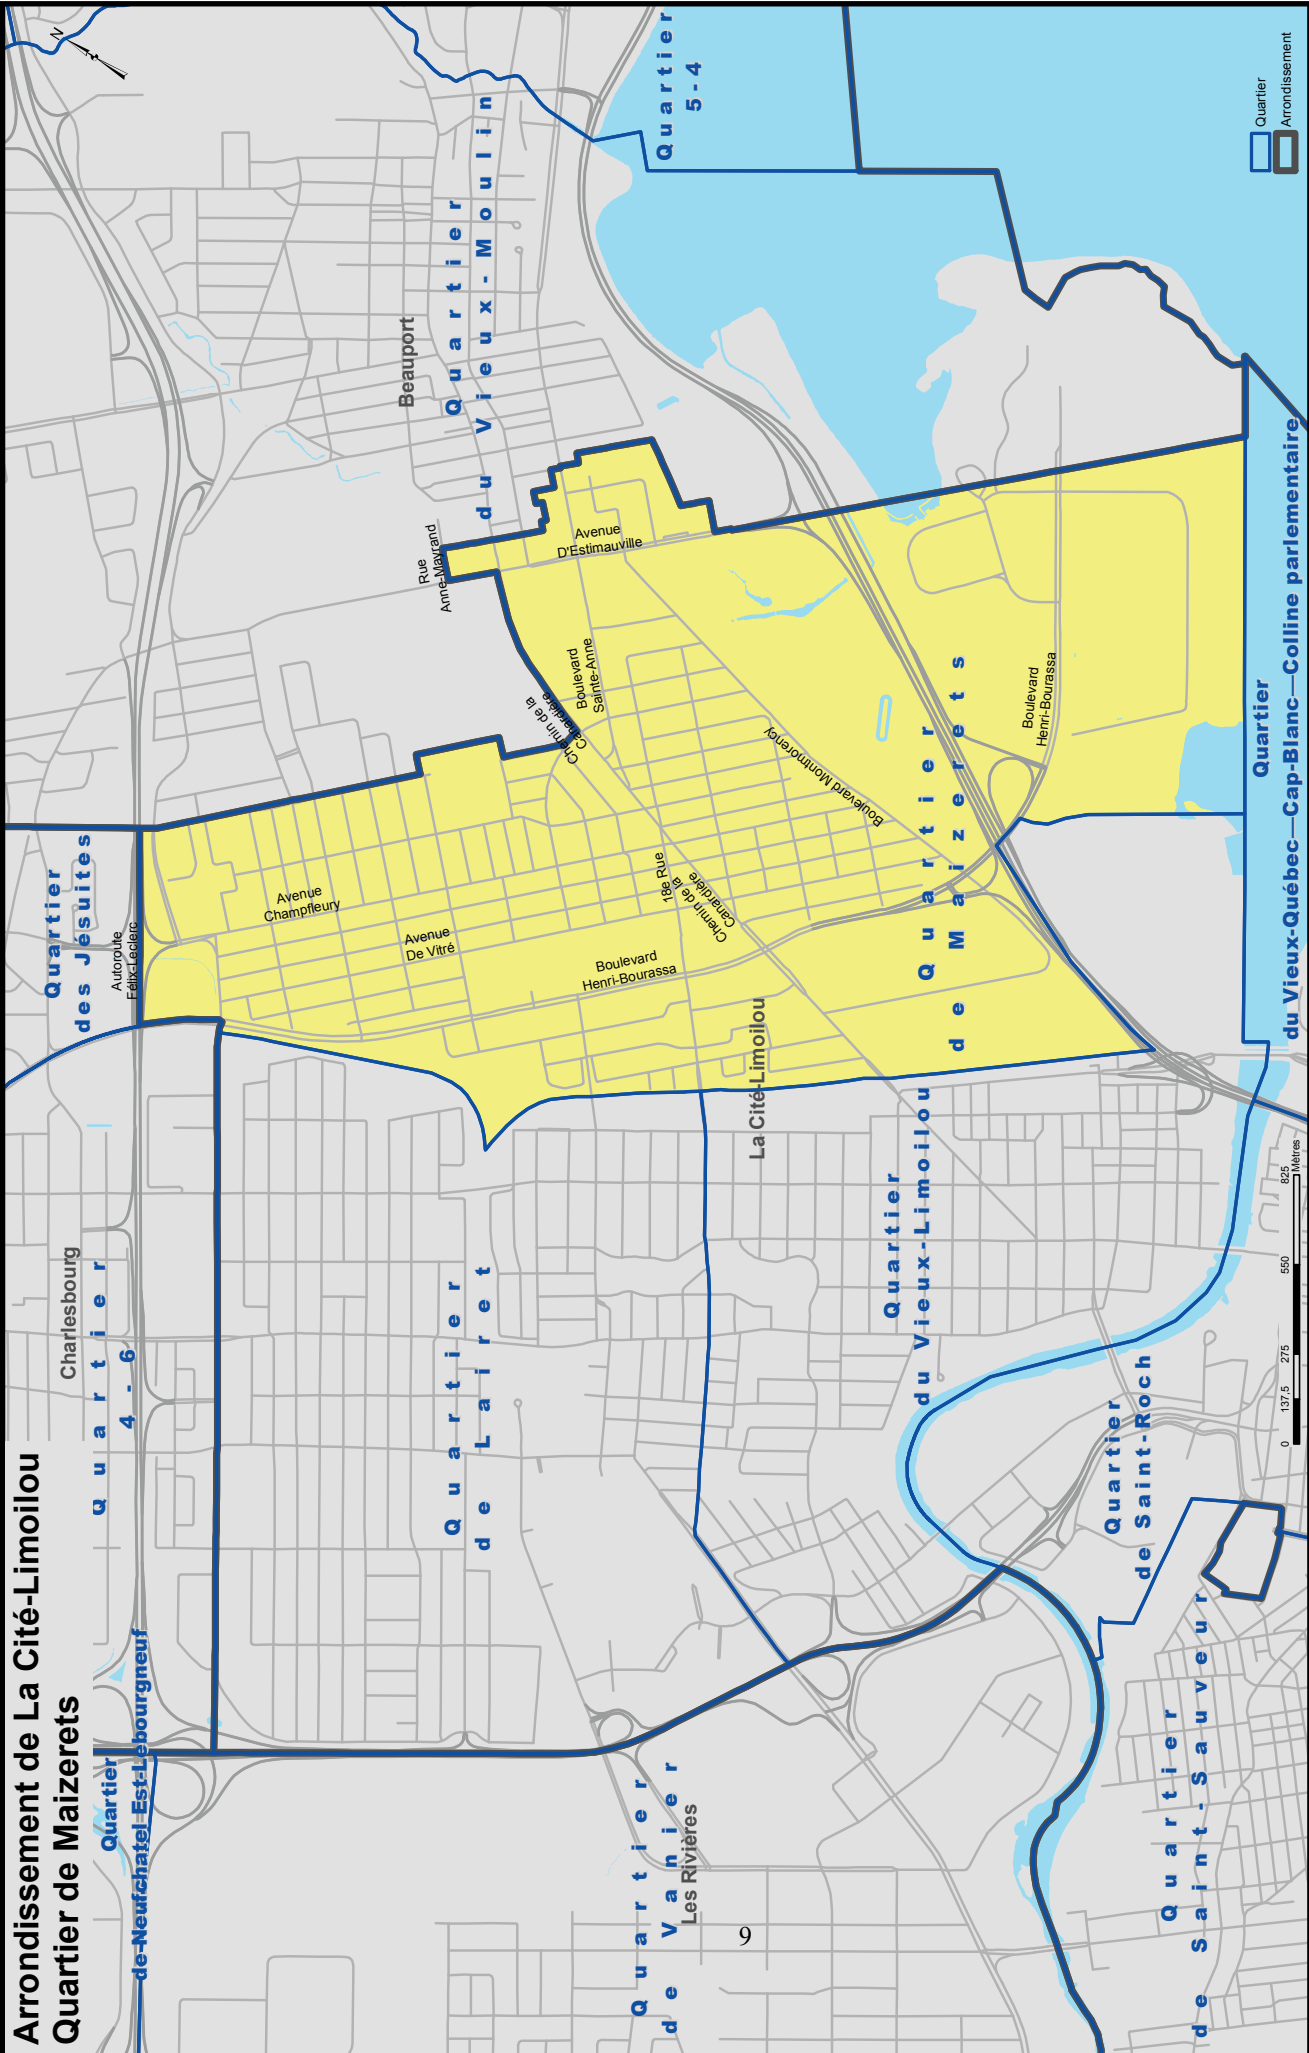 Arrondissement de La Cité-Limoilou
Quartier de Maizerets
Quartier
de Neufchatel Est-Lebourgneuf
Charlesbourg
Quartier
4-6
Quartier
des Jésuites
Autoroute
Félix-Leclerc
N
Beauport
Quartier
du Vieux-Moulin
Quartier
5-4
Rue
Anne-Mayrand
Avenue
D'Estimauville
Chemin de la
Canardière
Boulevard
Sainte-Anne
Avenue
Champfleury
Avenue
De Vitré
Boulevard
Henri-Bourassa
18e Rue
Chemin de la
Canardière
Boulevard Montmorency
Boulevard
Henri-Bourassa
Quartier
de Maizerets
La Cité-Limoilou
Quartier
de Lairet
Quartier
du Vieux-Limoilou
Quartier
de Vanier
Les Rivières
Quartier
de Saint-Roch
Quartier
de Saint-Sauveur
Quartier
du Vieux-Québec—Cap-Blanc—Colline parlementaire
Quartier
Arrondissement
0 137,5 275 550 825
Mètres
9